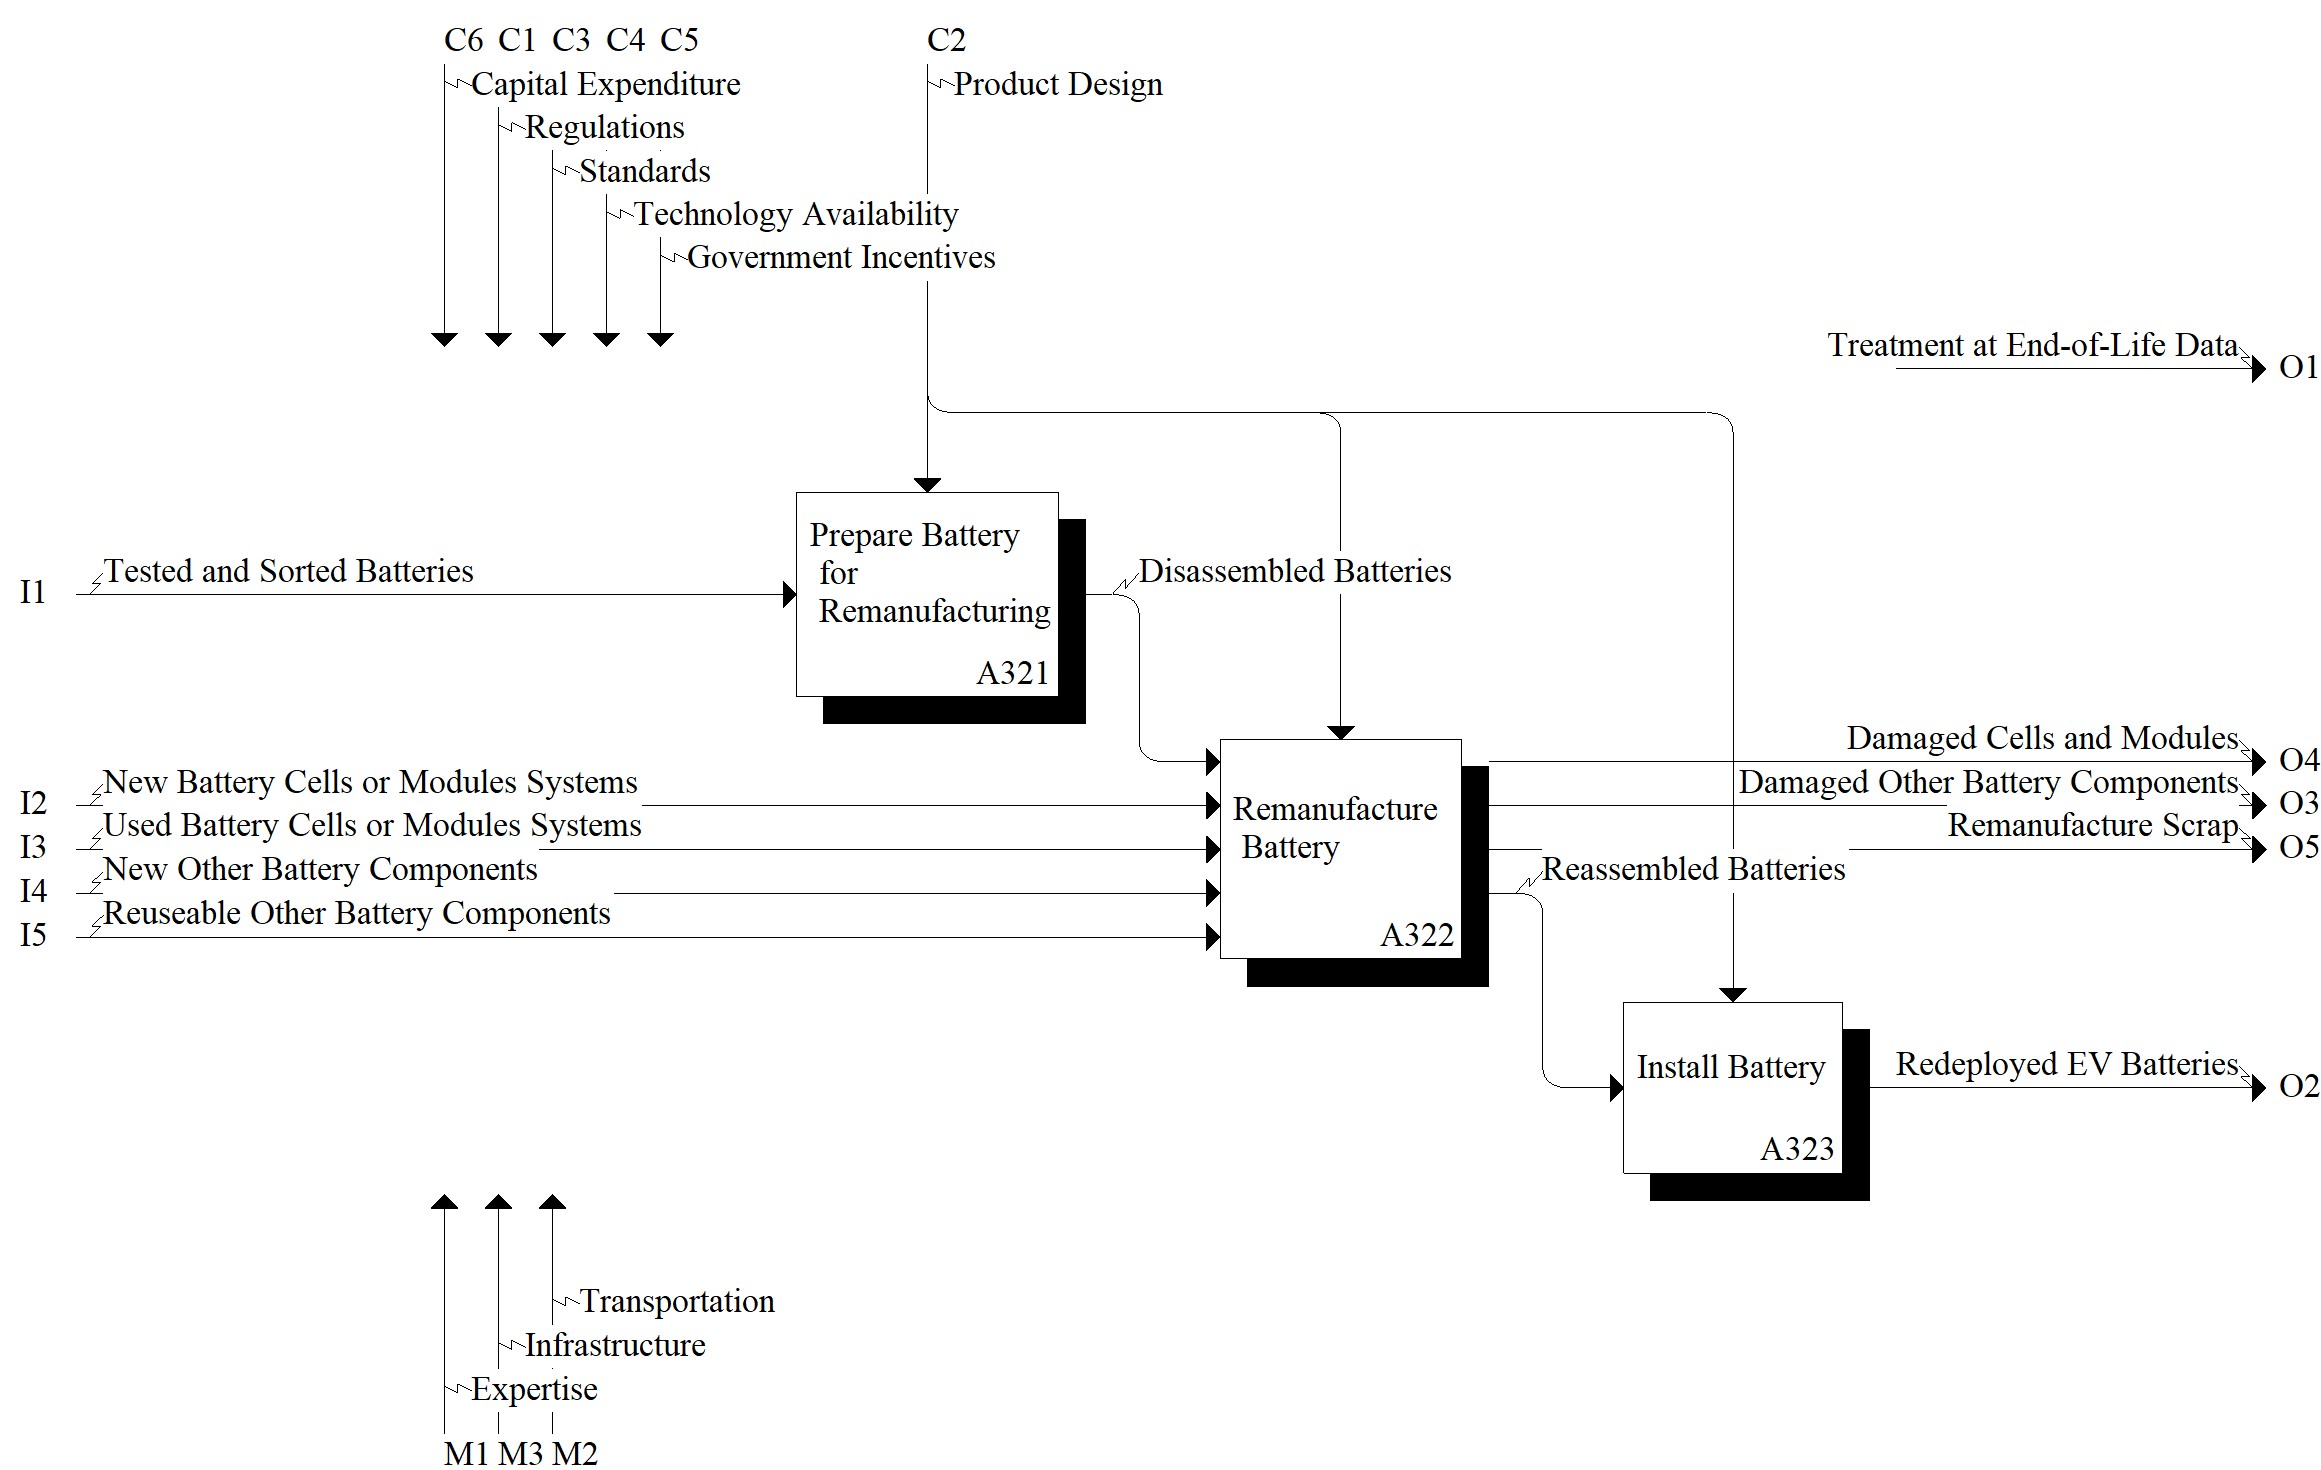 C6 C1 C3 C4 C5 C2
Capital Expenditure
Product Design
Regulations
Standards
Technology Availability
Government Incentives
Treatment at End-of-Life Data
O1
Prepare Battery
for
Remanufacturing
A321
I1
Tested and Sorted Batteries
Disassembled Batteries
Damaged Cells and Modules
O4
I2
New Battery Cells or Modules Systems
Damaged Other Battery Components
O3
I3
Used Battery Cells or Modules Systems
Remanufacture
Battery
A322
Remanufacture Scrap
O5
I4
New Other Battery Components
Reassembled Batteries
I5
Reuseable Other Battery Components
Install Battery
A323
Redeployed EV Batteries
O2
Transportation
Infrastructure
Expertise
M1 M3 M2